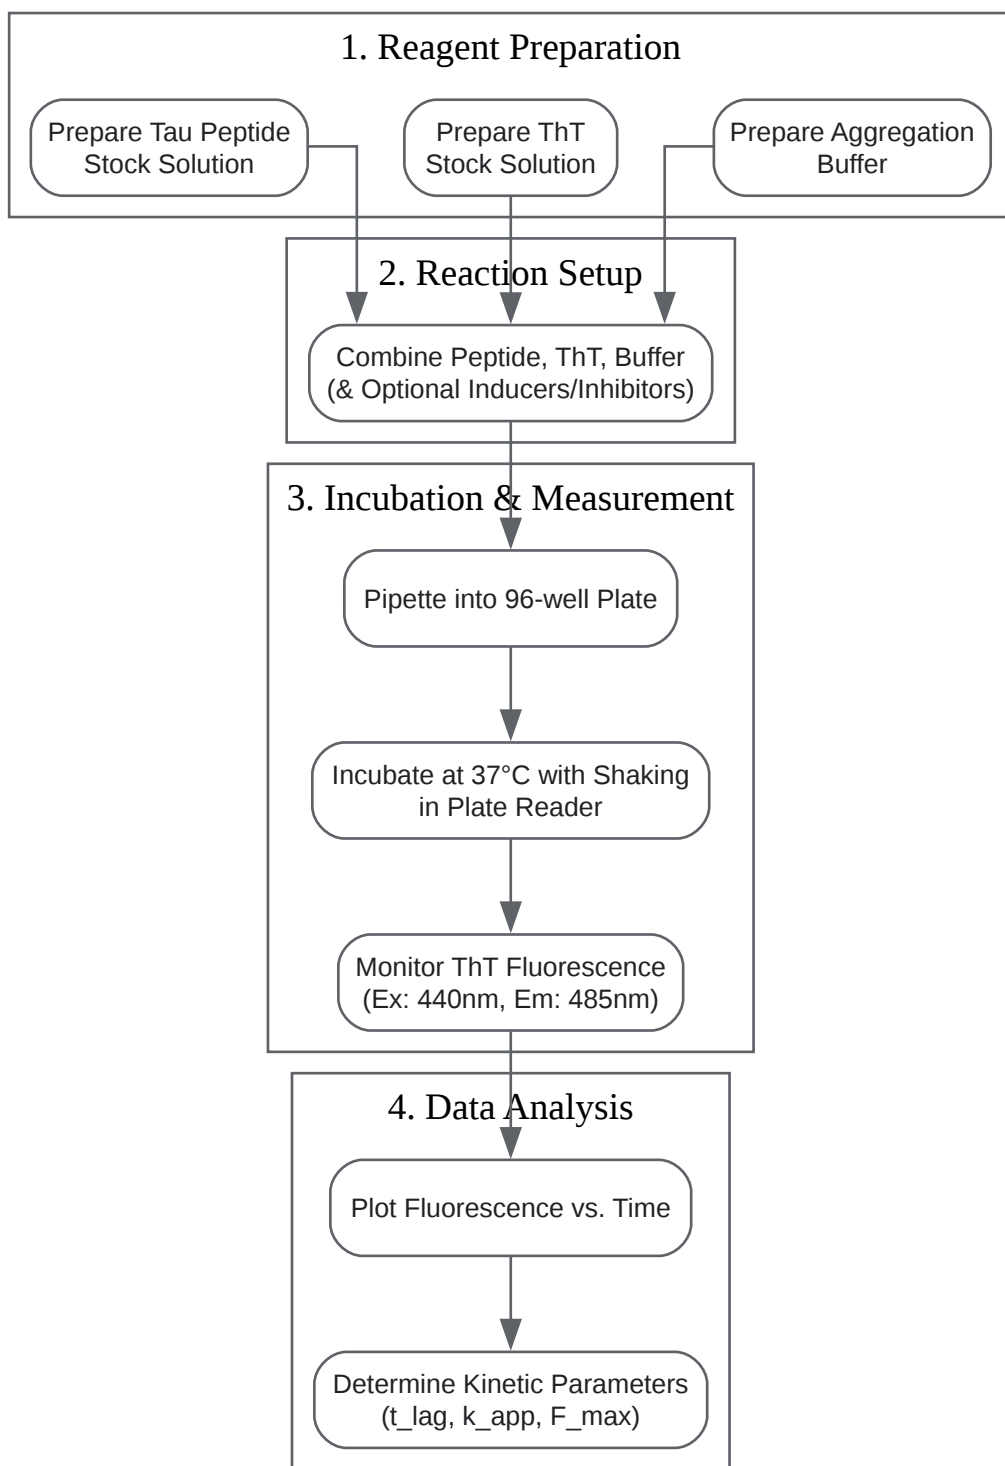 1. Reagent Preparation
Prepare Tau Peptide
Stock Solution
Prepare ThT
Stock Solution
Prepare Aggregation
Buffer
2. Reaction Setup
Combine Peptide, ThT, Buffer
(& Optional Inducers/Inhibitors)
3. Incubation & Measurement
Pipette into 96-well Plate
Incubate at 37°C with Shaking
in Plate Reader
Monitor ThT Fluorescence
(Ex: 440nm, Em: 485nm)
4. Data Analysis
Plot Fluorescence vs. Time
Determine Kinetic Parameters
(t_lag, k_app, F_max)